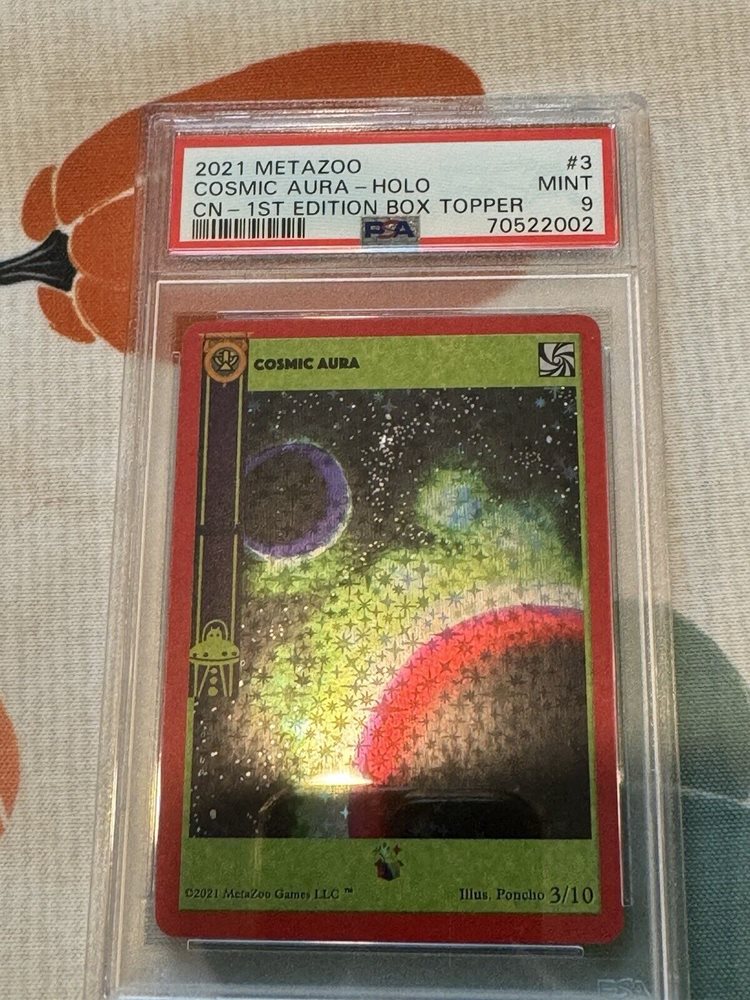 2021 METAZOO #3
COSMIC AURA-HOLO MINT
CN-1ST EDITION BOX TOPPER 9
PSA 70522002
COSMIC AURA
©2021 MetaZoo Games LLC ™
Illus. Poncho 3/10
PSA